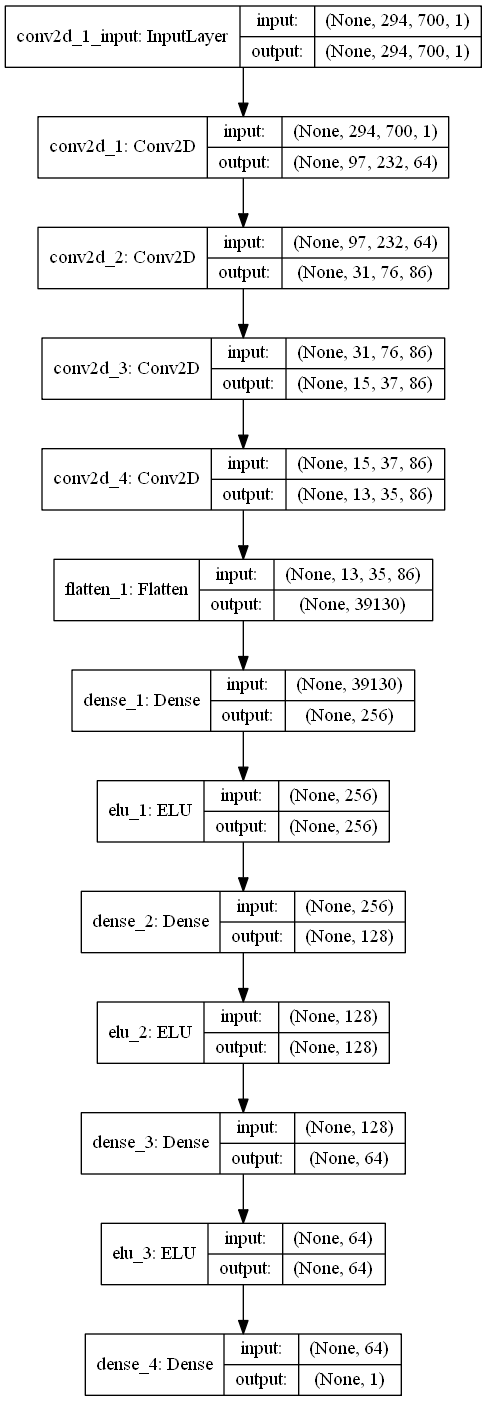 conv2d_1_input: InputLayer
input: (None, 294, 700, 1)
output: (None, 294, 700, 1)
conv2d_1: Conv2D
input: (None, 294, 700, 1)
output: (None, 97, 232, 64)
conv2d_2: Conv2D
input: (None, 97, 232, 64)
output: (None, 31, 76, 86)
conv2d_3: Conv2D
input: (None, 31, 76, 86)
output: (None, 15, 37, 86)
conv2d_4: Conv2D
input: (None, 15, 37, 86)
output: (None, 13, 35, 86)
flatten_1: Flatten
input: (None, 13, 35, 86)
output: (None, 39130)
dense_1: Dense
input: (None, 39130)
output: (None, 256)
elu_1: ELU
input: (None, 256)
output: (None, 256)
dense_2: Dense
input: (None, 256)
output: (None, 128)
elu_2: ELU
input: (None, 128)
output: (None, 128)
dense_3: Dense
input: (None, 128)
output: (None, 64)
elu_3: ELU
input: (None, 64)
output: (None, 64)
dense_4: Dense
input: (None, 64)
output: (None, 1)